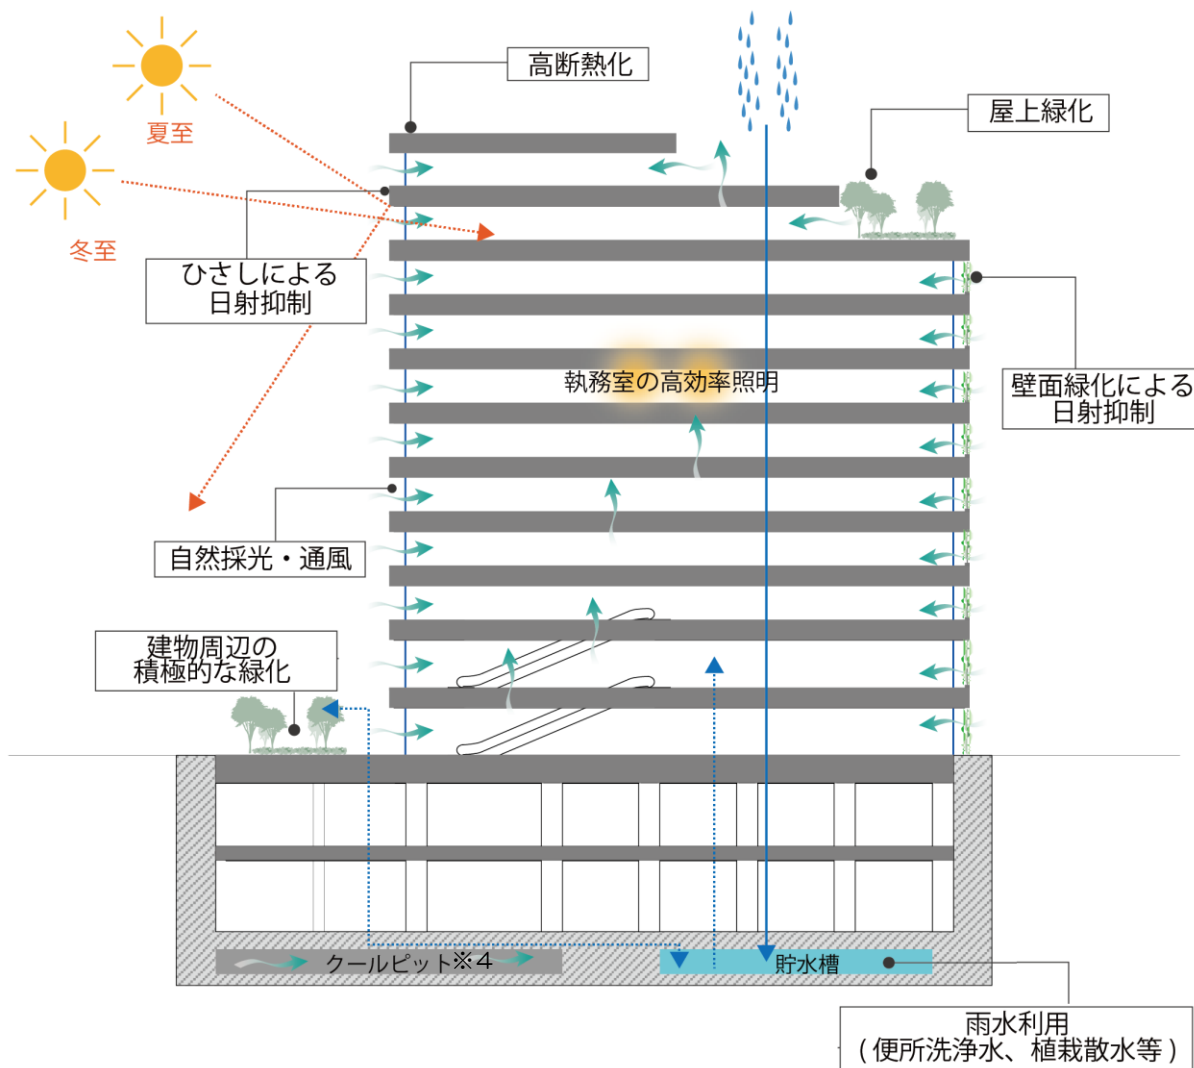 高断熱化
屋上緑化
夏至
冬至
ひさしによる
日射抑制
執務室の高効率照明
壁面緑化による
日射抑制
自然採光・通風
建物周辺の
積極的な緑化
クールピット※4
貯水槽
雨水利用
(便所洗浄水、植栽散水等)